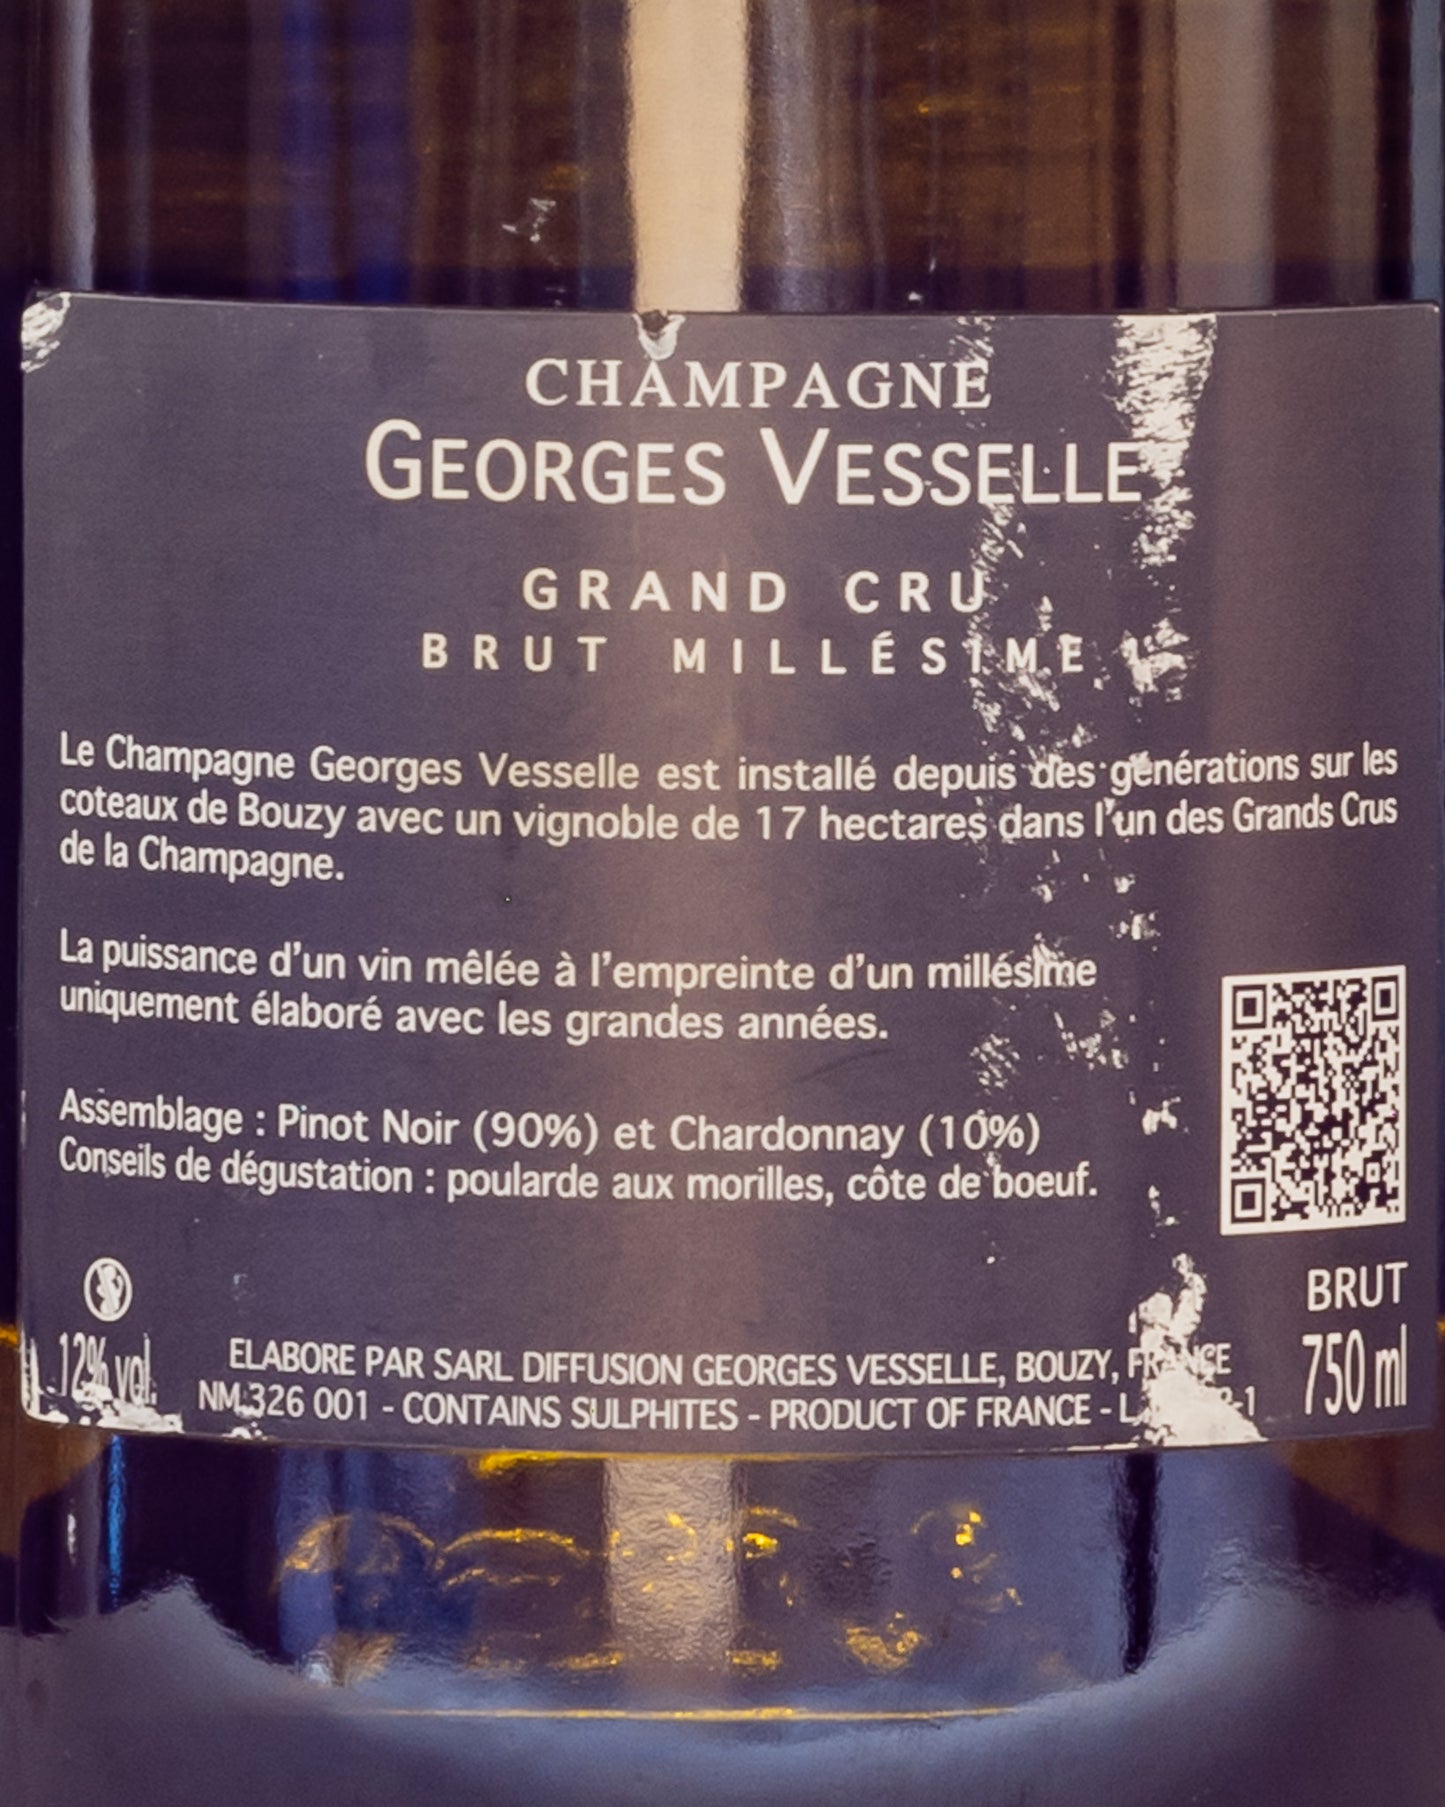 CHAMPAGNE
GEORGES VESSELLE
GRAND CRU
BRUT MILLÉSIME
Le Champagne Georges Vesselle est installé depuis des générations sur les
coteaux de Bouzy avec un vignoble de 17 hectares dans l'un des Grands Crus
de la Champagne.
La puissance d'un vin mêlée à l'empreinte d'un millésime
uniquement élaboré avec les grandes années.
Assemblage : Pinot Noir (90%) et Chardonnay (10%)
Conseils de dégustation : poularde aux morilles, côte de boeuf.
BRUT
12% vol.
750 ml
ELABORE PAR SARL DIFFUSION GEORGES VESSELLE, BOUZY, FRANCE
NM 326 001 - CONTAINS SULPHITES - PRODUCT OF FRANCE -